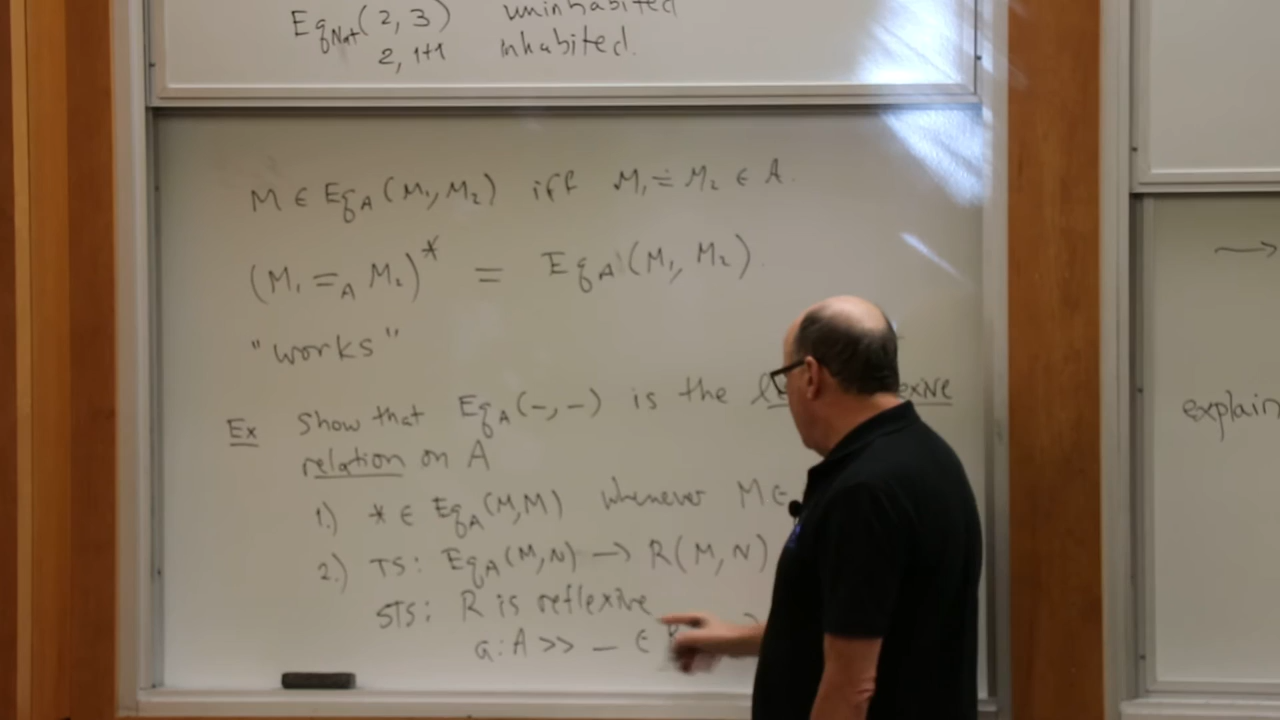 Eq_Nat(2, 3) uninhabited
2, 1+1 inhabited.
M ∈ Eq_A(M₁, M₂) iff M₁ ≐ M₂ ∈ A.
(M₁ =_A M₂)* = Eq_A(M₁, M₂).
"works"
Ex Show that Eq_A(-,-) is the
relation on A
1.) * ∈ Eq_A(M,M) whenever M ∈
2.) TS: Eq_A(M,N) → R(M,N)
STS: R is reflexive
a:A >> — ∈
→
explain